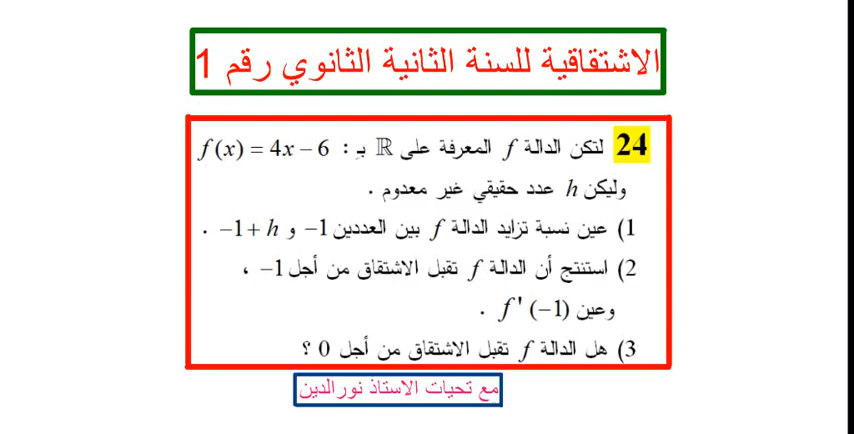 الاشتقاقية للسنة الثانية الثانوي رقم 1
24 لتكن الدالة f المعرفة على ℝ بـِ : f(x) = 4x – 6
وليكن h عدد حقيقي غير معدوم .
1) عين نسبة تزايد الدالة f بين العددين –1 و –1 + h .
2) استنتج أن الدالة f تقبل الاشتقاق من أجل –1 ،
وعين f '(–1) .
3) هل الدالة f تقبل الاشتقاق من أجل 0 ؟
مع تحيات الاستاذ نورالدين